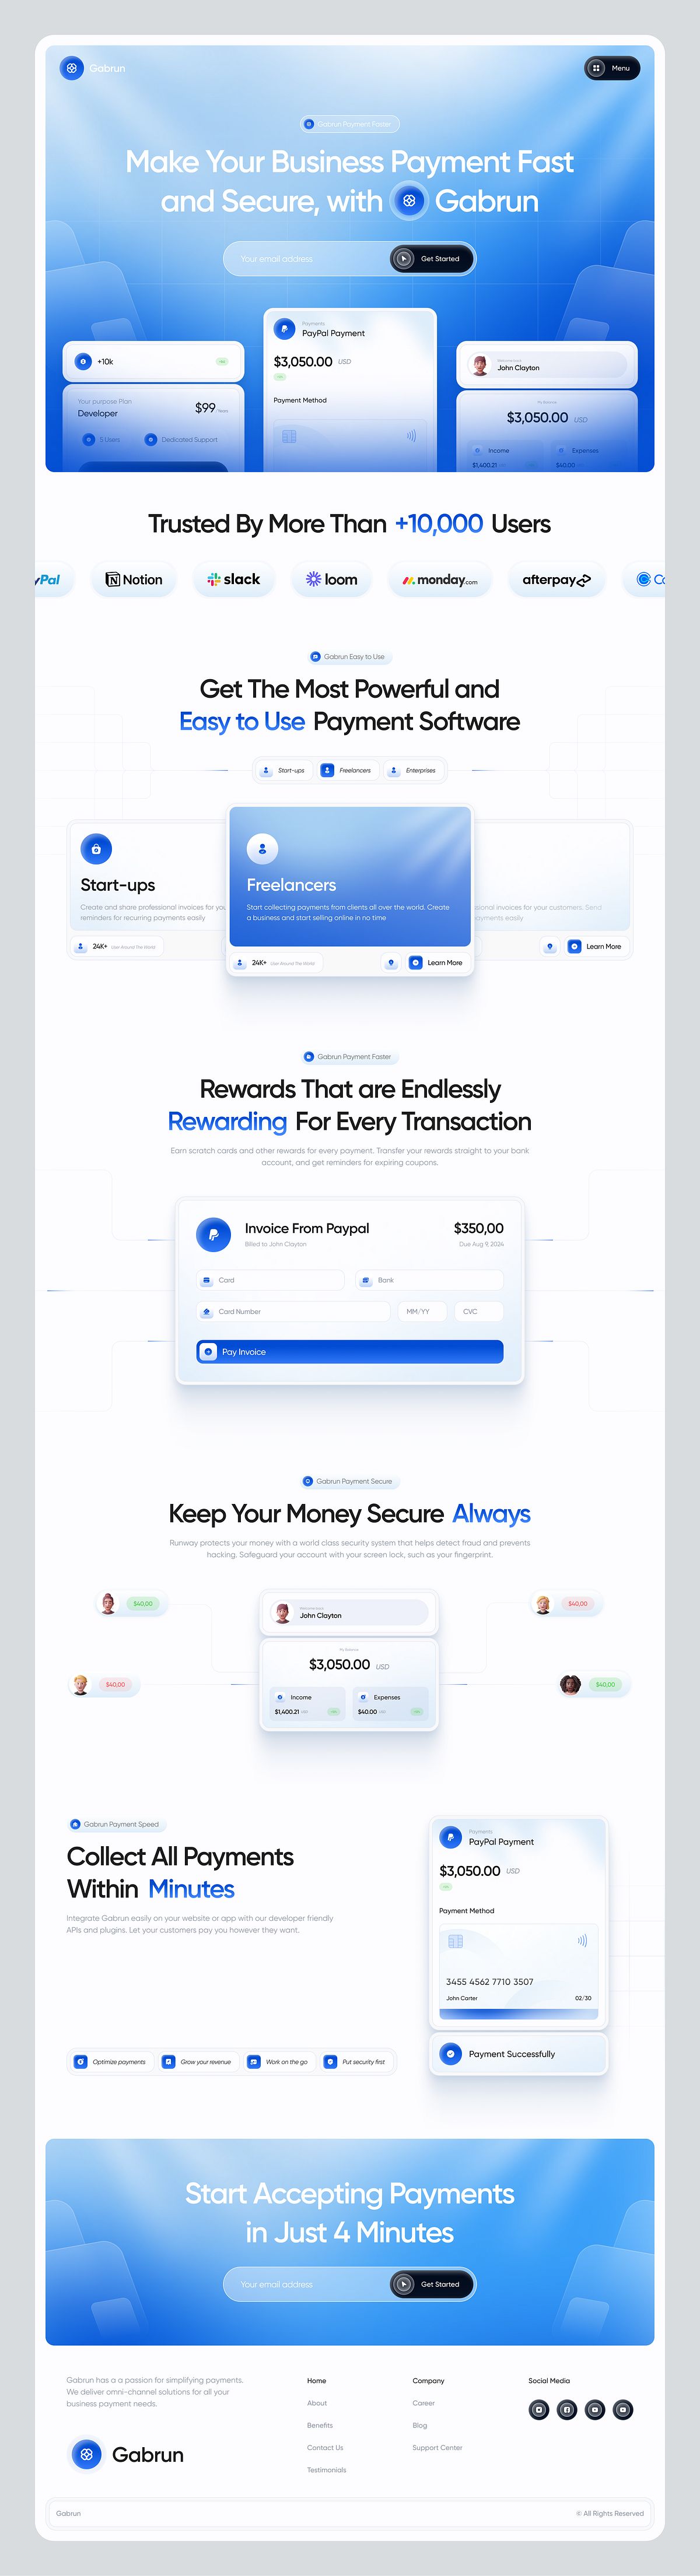 Gabrun
Menu
Gabrun Payment Faster
Make Your Business Payment Fast
and Secure, with Gabrun
Your email address
Get Started
+10k
Your purpose Plan
Developer
$99
5 Users
Dedicated Support
Payments
PayPal Payment
$3,050.00 USD
Payment Method
John Clayton
My Balance
$3,050.00 USD
Income
$1,400.21
Expenses
$40.00
Trusted By More Than +10,000 Users
yPal
Notion
slack
loom
monday.com
afterpay
Co
Gabrun Easy to Use
Get The Most Powerful and
Easy to Use Payment Software
Start-ups
Freelancers
Enterprises
Start-ups
Create and share professional invoices for you
reminders for recurring payments easily
24K+ User Around The World
Freelancers
Start collecting payments from clients all over the world. Create
a business and start selling online in no time
24K+ User Around The World
Learn More
sional invoices for your customers. Send
ayments easily
Learn More
Gabrun Payment Faster
Rewards That are Endlessly
Rewarding For Every Transaction
Earn scratch cards and other rewards for every payment. Transfer your rewards straight to your bank
account, and get reminders for expiring coupons.
Invoice From Paypal
$350,00
Billed to John Clayton
Due Aug 9, 2024
Card
Bank
Card Number
MM/YY
CVC
Pay Invoice
Gabrun Payment Secure
Keep Your Money Secure Always
Runway protects your money with a world class security system that helps detect fraud and prevents
hacking. Safeguard your account with your screen lock, such as your fingerprint.
$40,00
$40,00
John Clayton
My Balance
$3,050.00 USD
Income
$1,400.21
Expenses
$40.00
$40,00
$40,00
Gabrun Payment Speed
Collect All Payments
Within Minutes
Integrate Gabrun easily on your website or app with our developer friendly
APIs and plugins. Let your customers pay you however they want.
Optimize payments
Grow your revenue
Work on the go
Put security first
Payments
PayPal Payment
$3,050.00 USD
Payment Method
3455 4562 7710 3507
John Carter
02/30
Payment Successfully
Start Accepting Payments
in Just 4 Minutes
Your email address
Get Started
Gabrun has a a passion for simplifying payments.
We deliver omni-channel solutions for all your
business payment needs.
Gabrun
Home
About
Benefits
Contact Us
Testimonials
Company
Career
Blog
Support Center
Social Media
Gabrun
© All Rights Reserved